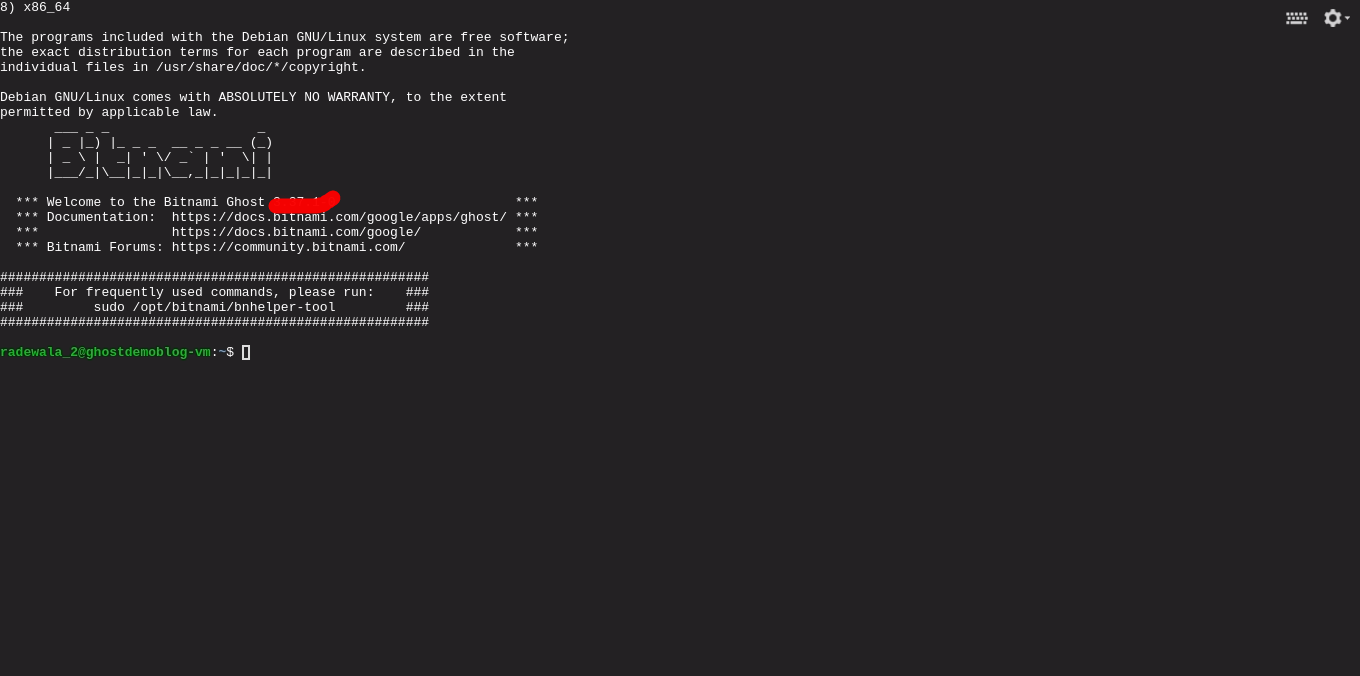 8) x86_64
The programs included with the Debian GNU/Linux system are free software;
the exact distribution terms for each program are described in the
individual files in /usr/share/doc/*/copyright.
Debian GNU/Linux comes with ABSOLUTELY NO WARRANTY, to the extent
permitted by applicable law.
       ___ _ _                   _
      | _ |_) |_ _ _  __ _ _ __ (_)
      | _ \ |  _| ' \/ _` | '  \| |
      |___/_|\__|_|_|\__,_|_|_|_|_|
  *** Welcome to the Bitnami Ghost                                ***
  *** Documentation:  https://docs.bitnami.com/google/apps/ghost/ ***
  ***                 https://docs.bitnami.com/google/            ***
  *** Bitnami Forums: https://community.bitnami.com/              ***
#######################################################
###    For frequently used commands, please run:    ###
###         sudo /opt/bitnami/bnhelper-tool         ###
#######################################################
radewala_2@ghostdemoblog-vm:~$